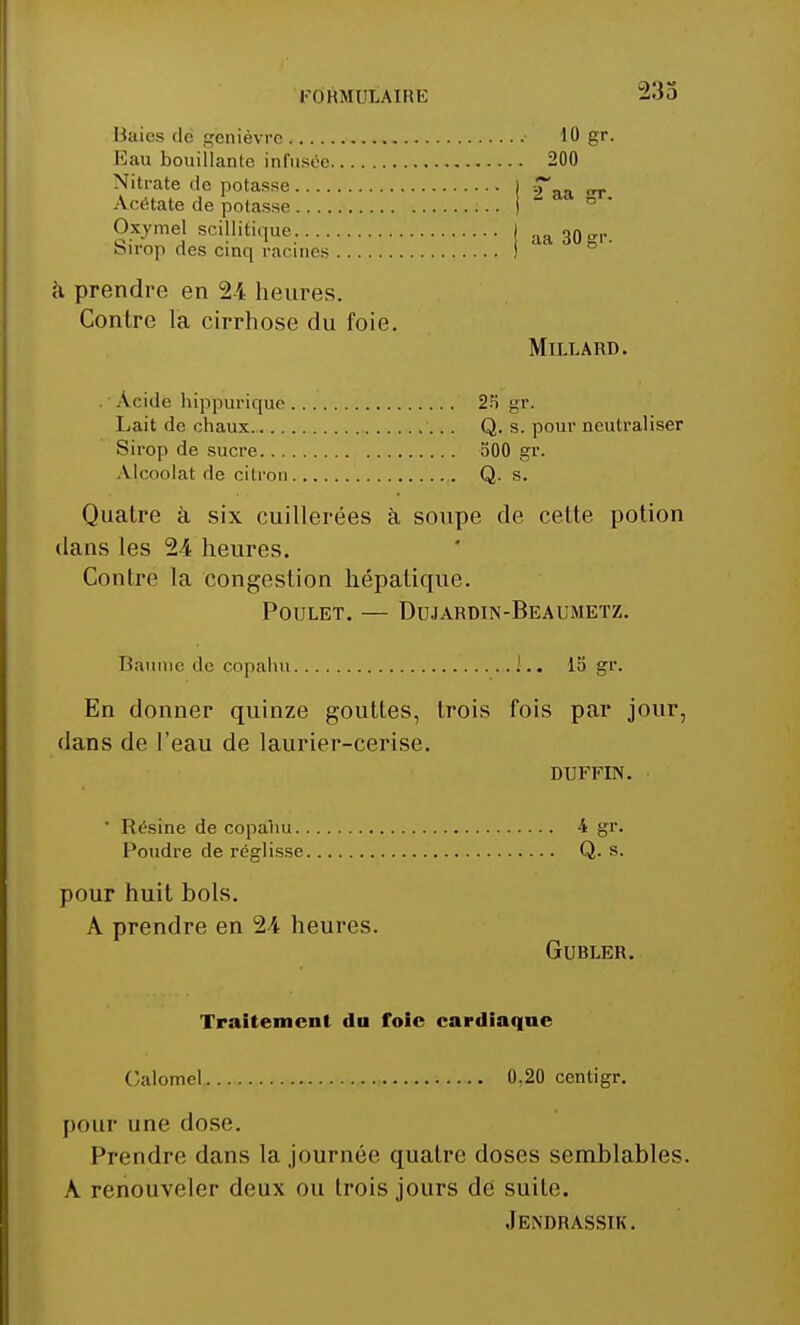 FORMULAIRE 235
Baies de genièvre ........ 10 gr.
Eau bouillante infusée ........ 200
Nitrate de potasse ........ } 2 aa gr.
Acétate de potasse ........ }
Oxymel scillitique ........ } aa 30 gr.
Sirop des cinq racines ........ }
à prendre en 24 heures.
Contre la cirrhose du foie.
MILLARD.
Acide hippurique ........ 25 gr.
Lait de chaux ........ Q. s. pour neutraliser
Sirop de sucre ........ 500 gr.
Alcoolat de citron ........ Q. s.
Quatre à six cuillerées à soupe de cette potion
dans les 24 heures.
Contre la congestion hépatique.
POULET. — DUJARDIN-BEAUMETZ.
Baume de copahu ........ 15 gr.
En donner quinze gouttes, trois fois par jour,
dans de l'eau de laurier-cerise.
DUFFIN.
Résine de copahu ........ 4 gr.
Poudre de réglisse ........ Q. s.
pour huit bols.
A prendre en 24 heures.
GUBLER.
Traitement du foie cardiaque
Calomel ........ 0,20 centigr.
pour une dose.
Prendre dans la journée quatre doses semblables.
A renouveler deux ou trois jours de suite.
JENDRASSIK.